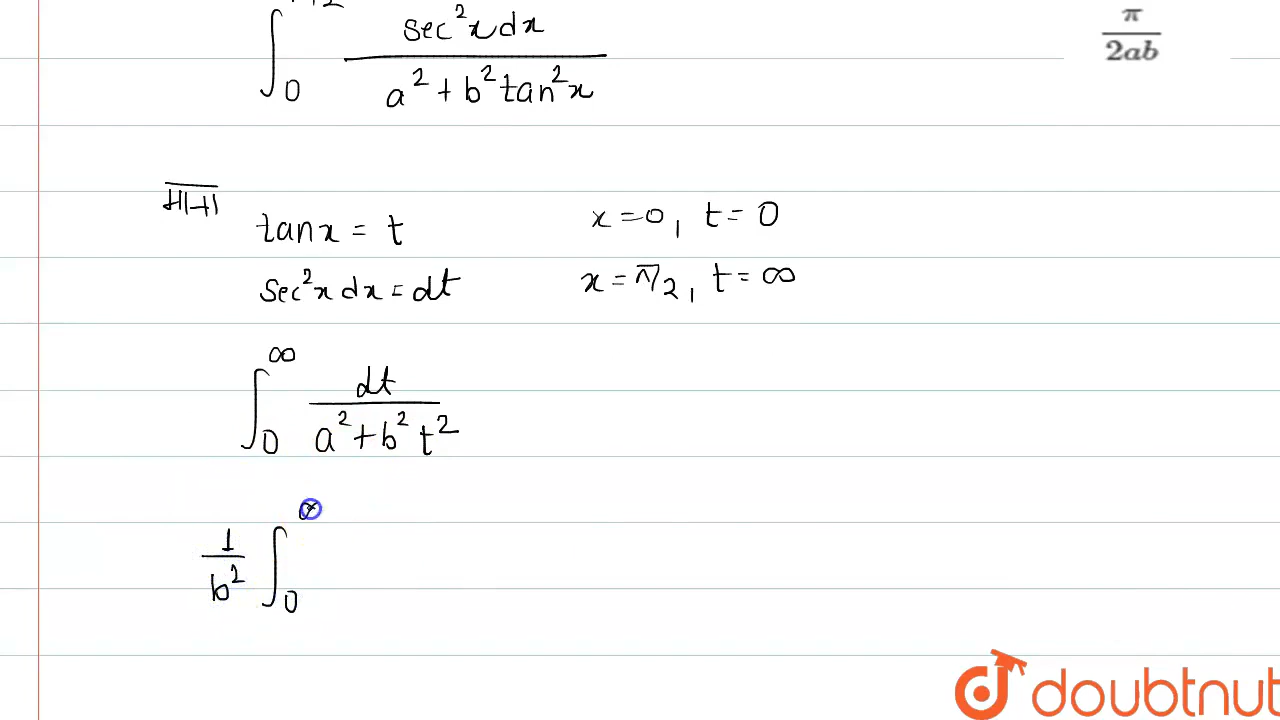 ∫₀ sec²x dx / a² + b² tan²x
π / 2ab
माना
tan x = t
x = 0, t = 0
sec²x dx = dt
x = π/2, t = ∞
∫₀^∞ dt / a² + b² t²
1/b² ∫₀^∞
doubtnut